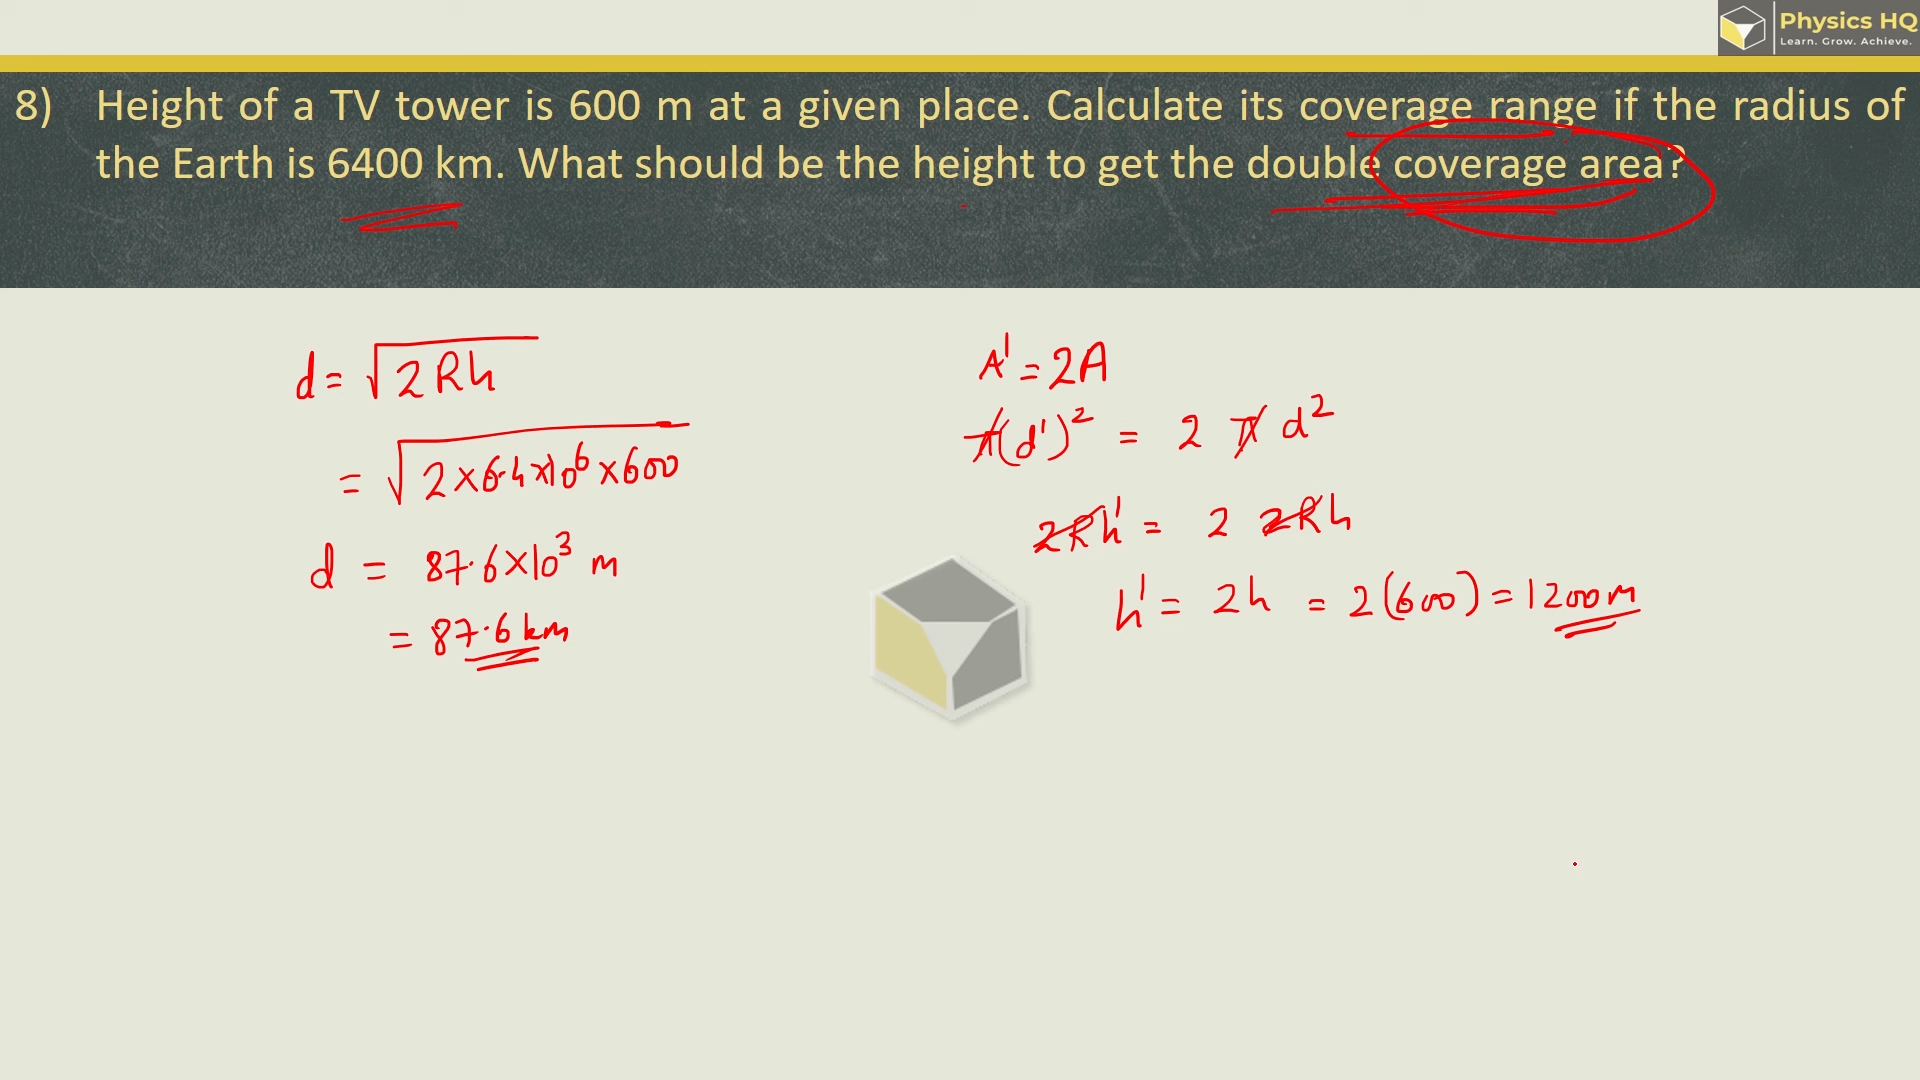 Physics HQ
Learn. Grow. Achieve.
8) Height of a TV tower is 600 m at a given place. Calculate its coverage range if the radius of
the Earth is 6400 km. What should be the height to get the double coverage area?
d = √2Rh
= √2×6.4×10⁶×600
d = 87.6×10³ m
= 87.6 km
A' = 2A
π(d')² = 2 π d²
2Rh' = 2 2Rh
h' = 2h = 2(600) = 1200m